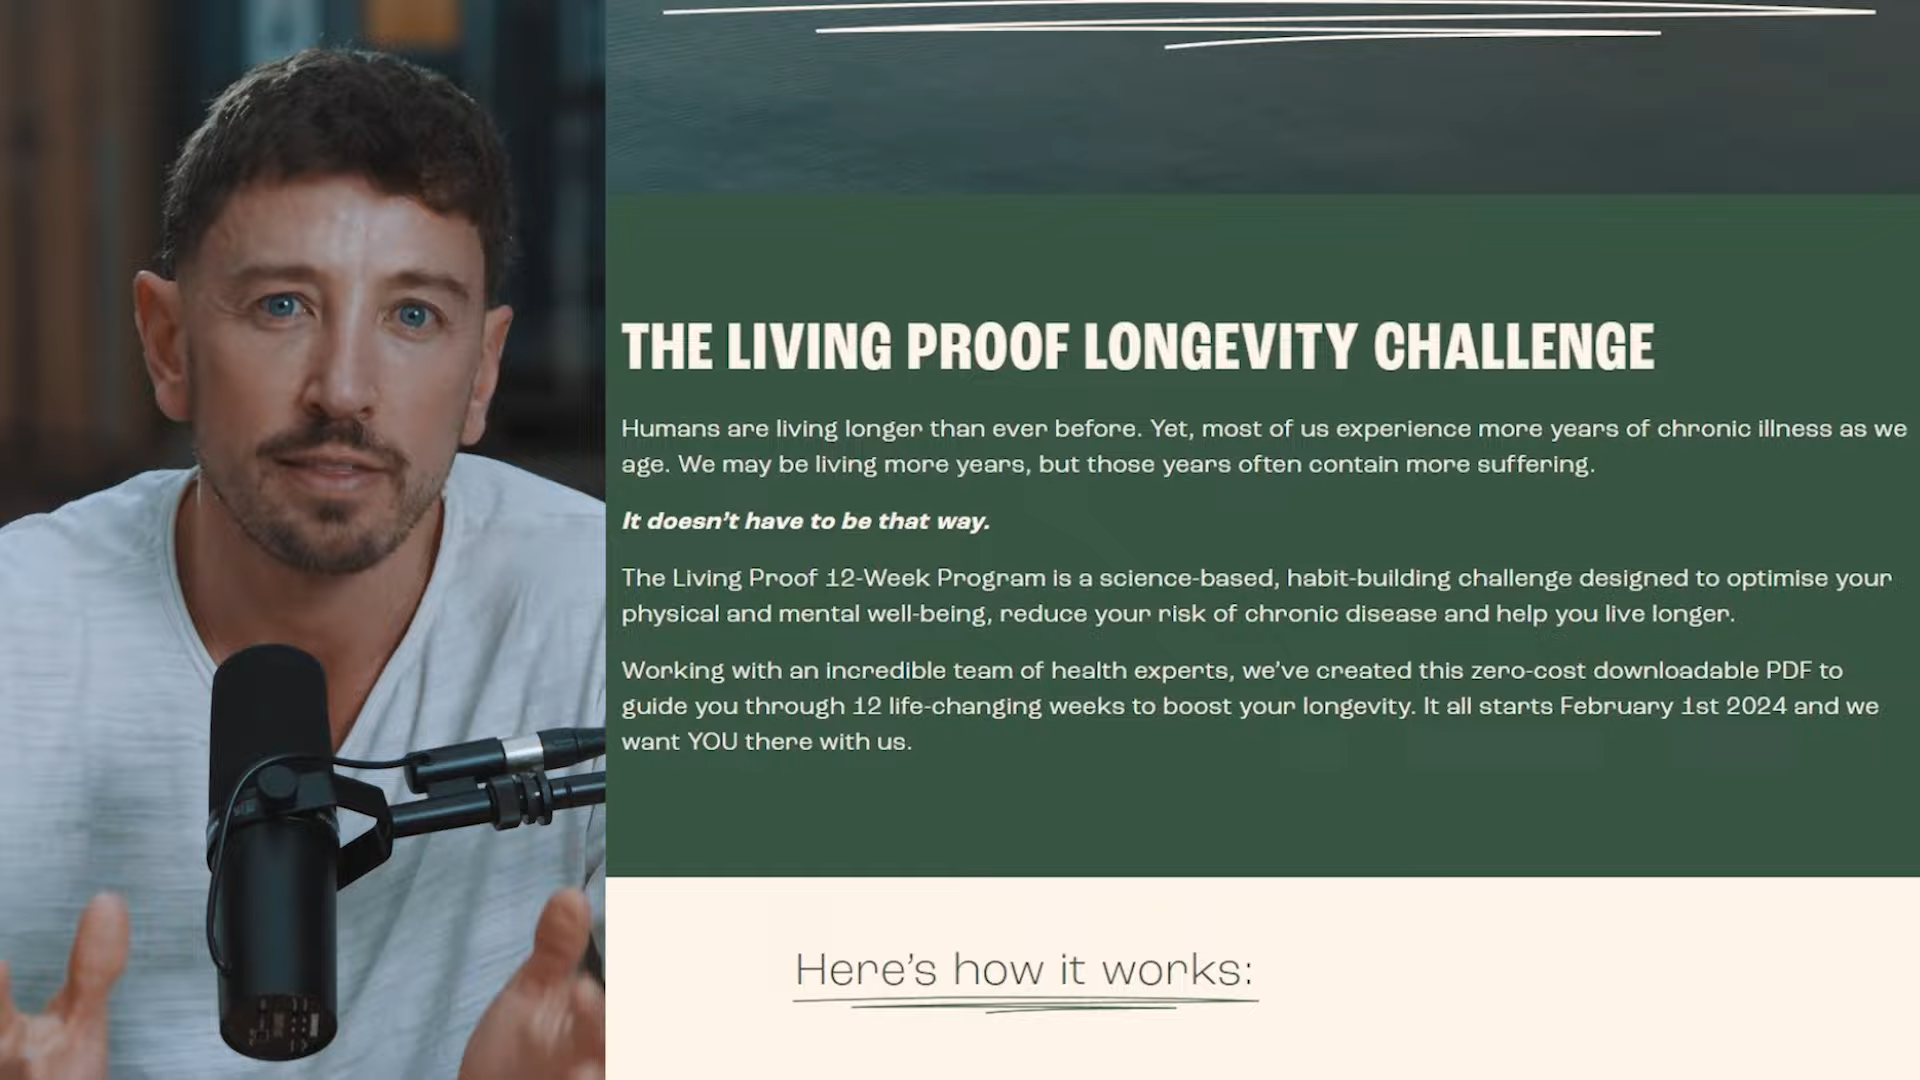 THE LIVING PROOF LONGEVITY CHALLENGE
Humans are living longer than ever before. Yet, most of us experience more years of chronic illness as we
age. We may be living more years, but those years often contain more suffering.
It doesn’t have to be that way.
The Living Proof 12-Week Program is a science-based, habit-building challenge designed to optimise your
physical and mental well-being, reduce your risk of chronic disease and help you live longer.
Working with an incredible team of health experts, we’ve created this zero-cost downloadable PDF to
guide you through 12 life-changing weeks to boost your longevity. It all starts February 1st 2024 and we
want YOU there with us.
Here’s how it works: